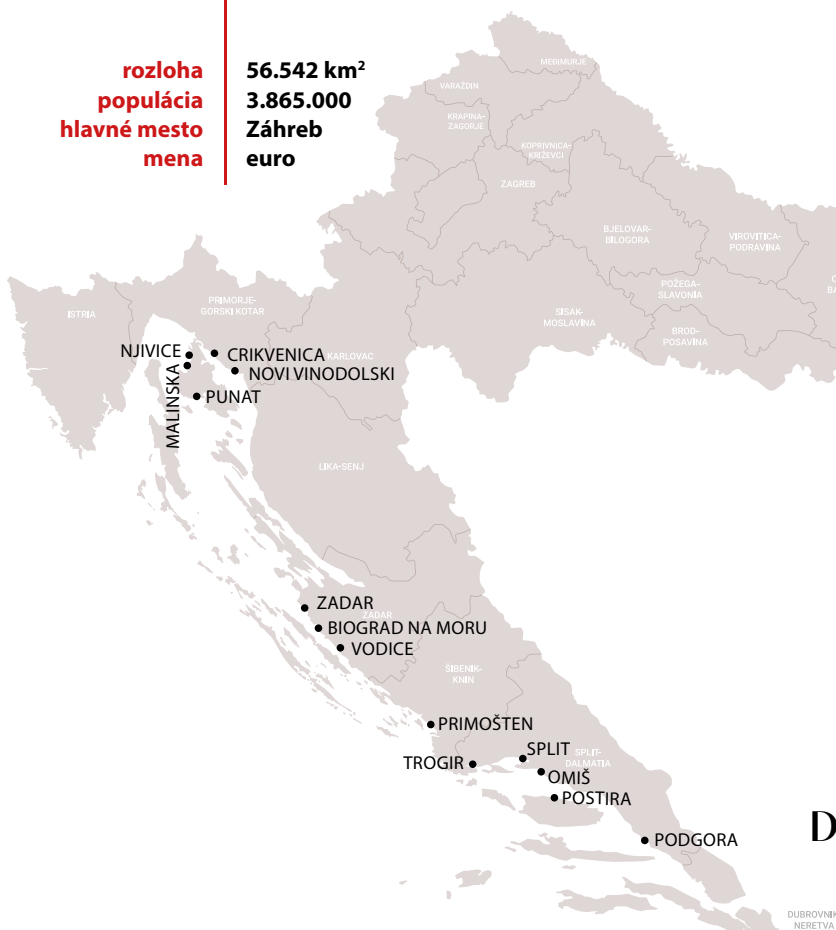 rozloha 56.542 km²
populácia 3.865.000
hlavné mesto Záhreb
mena euro
MEĐIMURJE
VARAŽDIN
KRAPINA-
ZAGORJE
KOPRIVNICA-
KRIŽEVCI
ZAGREB
BJELOVAR-
BILOGORA
VIROVITICA-
PODRAVINA
POŽEGA-
SLAVONIA
BROD-
POSAVINA
SISAK-
MOSLAVINA
ISTRIA
PRIMORJE-
GORSKI KOTAR
KARLOVAC
NJIVICE
CRIKVENICA
NOVI VINODOLSKI
MALINSKA
PUNAT
LIKA-SENJ
ZADAR
ZADAR
BIOGRAD NA MORU
VODICE
ŠIBENIK-
KNIN
PRIMOŠTEN
TROGIR
SPLIT
SPLIT-
DALMATIA
OMIŠ
POSTIRA
PODGORA
D
DUBROVNIK
NERETVA